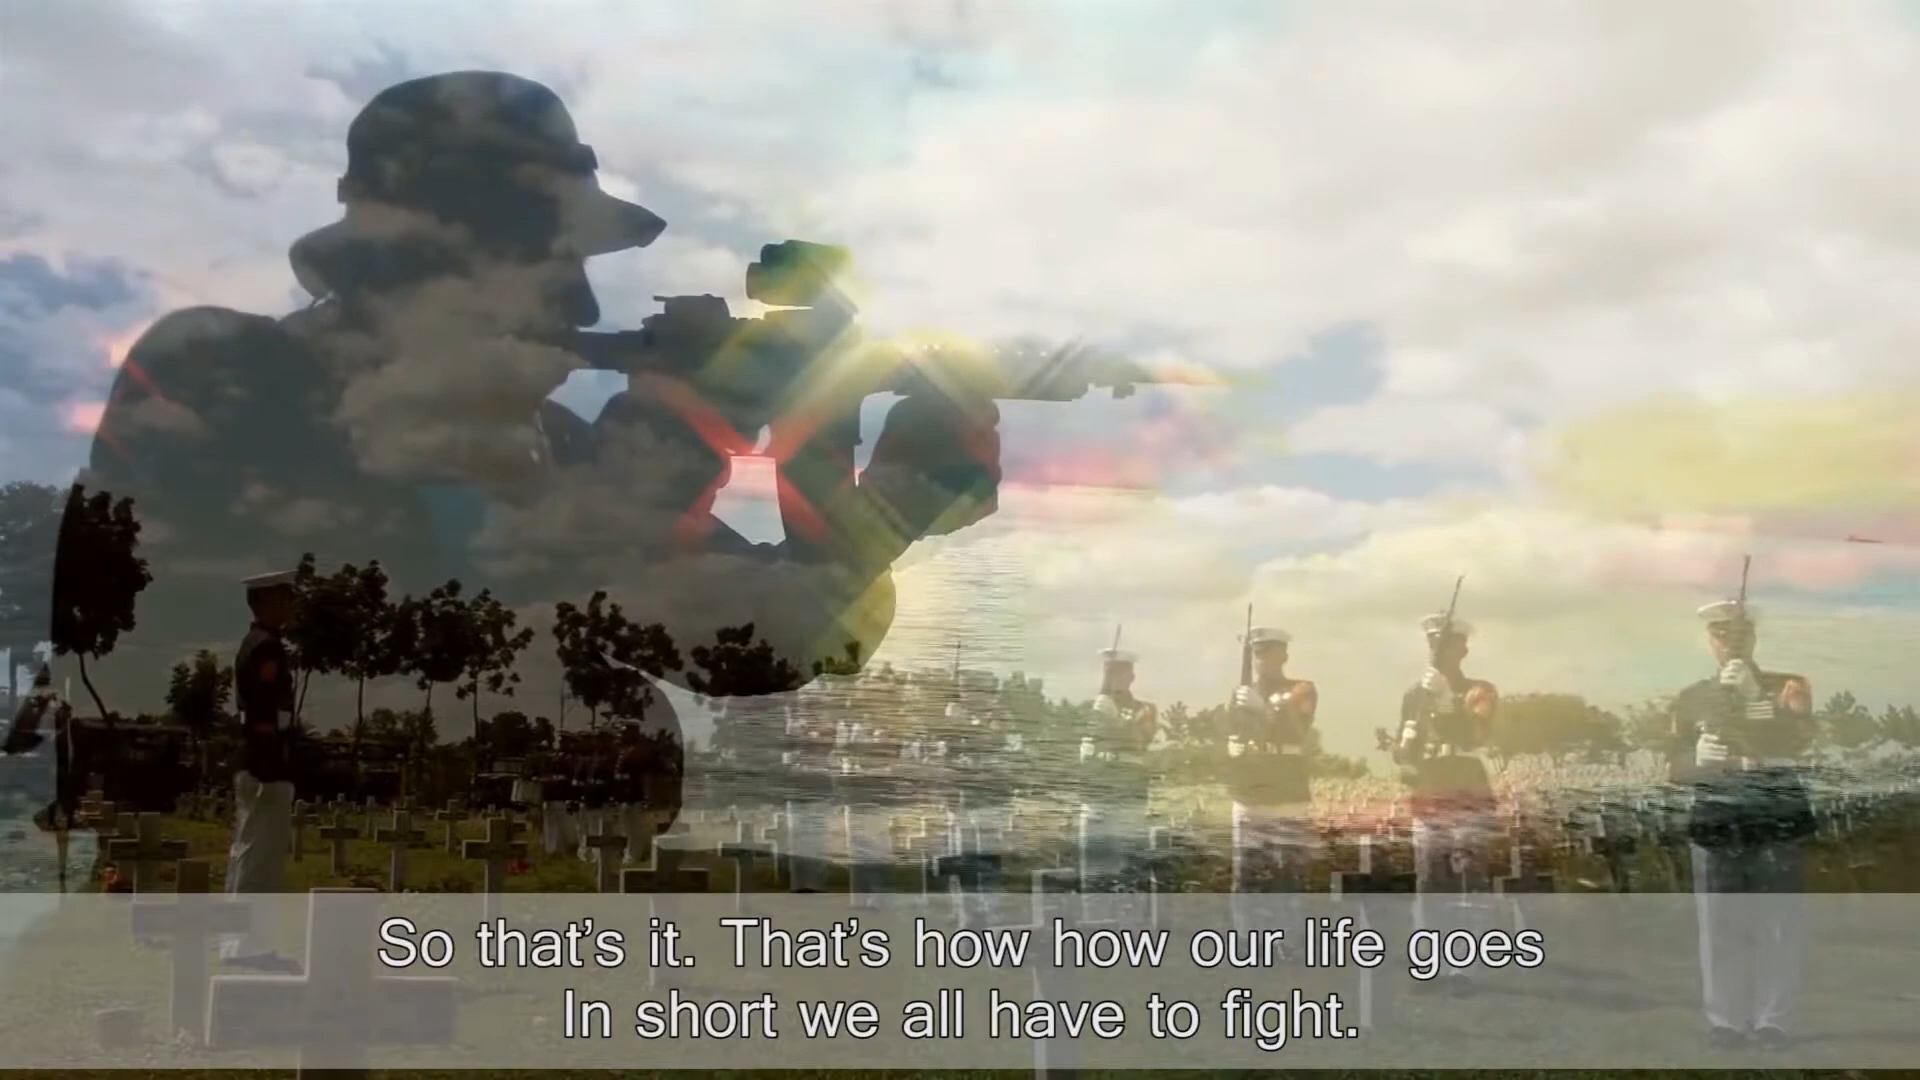 So that's it. That's how how our life goes
In short we all have to fight.